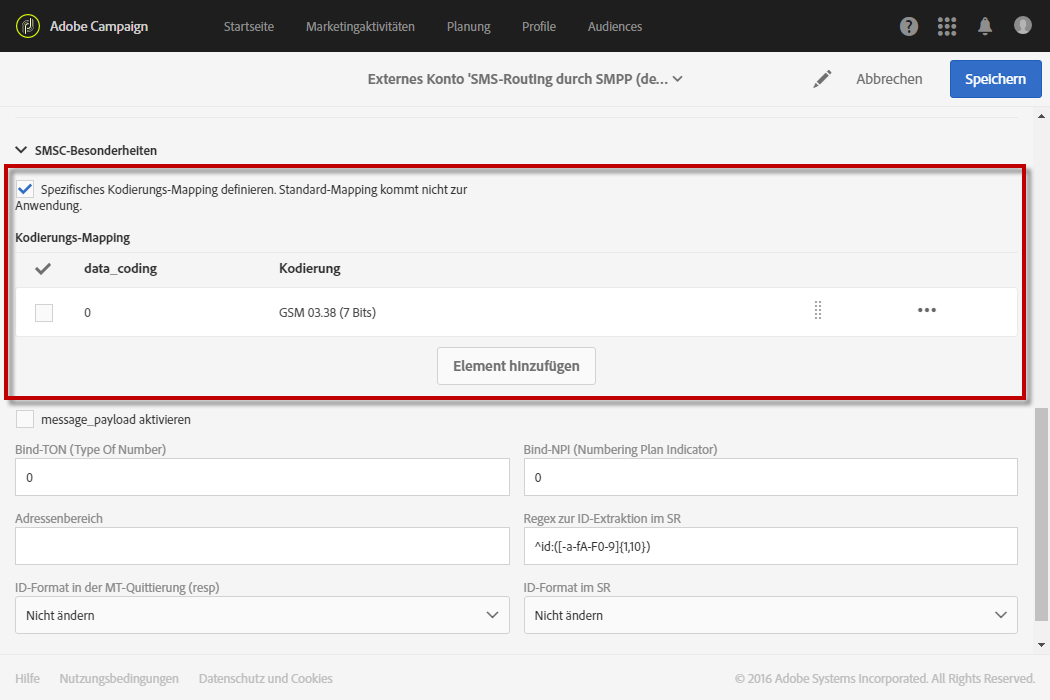 Adobe Campaign Startseite Marketingaktivitäten Planung Profile Audiences
Externes Konto 'SMS-Routing durch SMPP (de... Abbrechen Speichern
SMSC-Besonderheiten
Spezifisches Kodierungs-Mapping definieren. Standard-Mapping kommt nicht zur
Anwendung.
Kodierungs-Mapping
data_coding Kodierung
0 GSM 03.38 (7 Bits)
Element hinzufügen
message_payload aktivieren
Bind-TON (Type Of Number) Bind-NPI (Numbering Plan Indicator)
0 0
Adressenbereich Regex zur ID-Extraktion im SR
^id:([-a-fA-F0-9]{1,10})
ID-Format in der MT-Quittierung (resp) ID-Format im SR
Nicht ändern Nicht ändern
Hilfe Nutzungsbedingungen Datenschutz und Cookies © 2016 Adobe Systems Incorporated. All Rights Reserved.